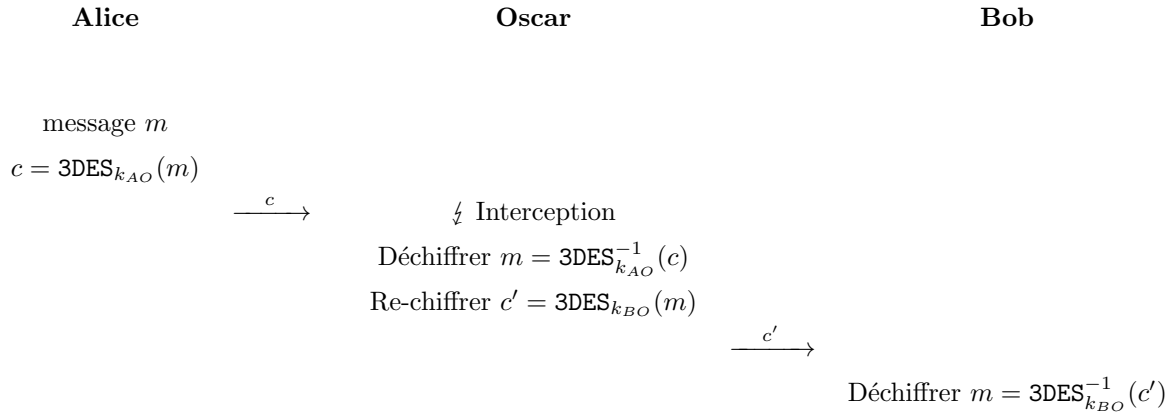 Alice Oscar Bob
message m
c = 3DES_{k_{AO}}(m)
c
↯ Interception
Déchiffrer m = 3DES^{-1}_{k_{AO}}(c)
Re-chiffrer c′ = 3DES_{k_{BO}}(m)
c′
Déchiffrer m = 3DES^{-1}_{k_{BO}}(c′)